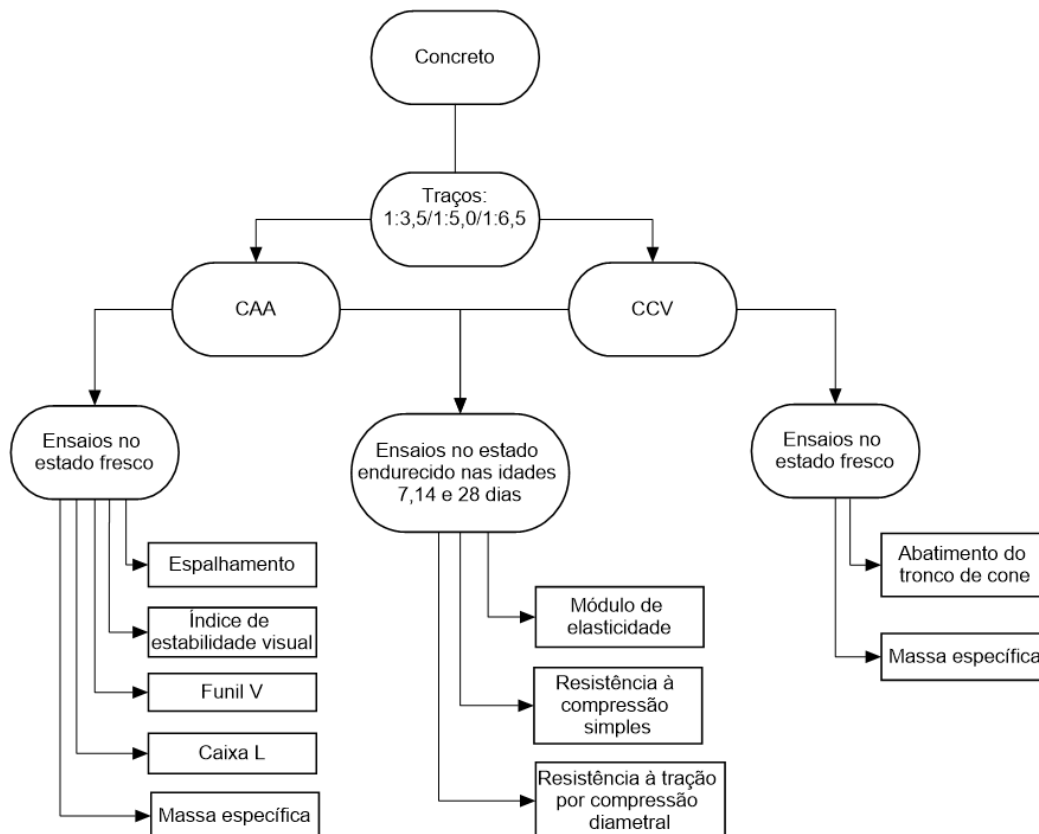 Concreto
Traços:
1:3,5/1:5,0/1:6,5
CAA
CCV
Ensaios no
estado fresco
Espalhamento
Índice de
estabilidade visual
Funil V
Caixa L
Massa específica
Ensaios no estado
endurecido nas idades
7,14 e 28 dias
Módulo de
elasticidade
Resistência à
compressão
simples
Resistência à tração
por compressão
diametral
Ensaios no
estado fresco
Abatimento do
tronco de cone
Massa específica